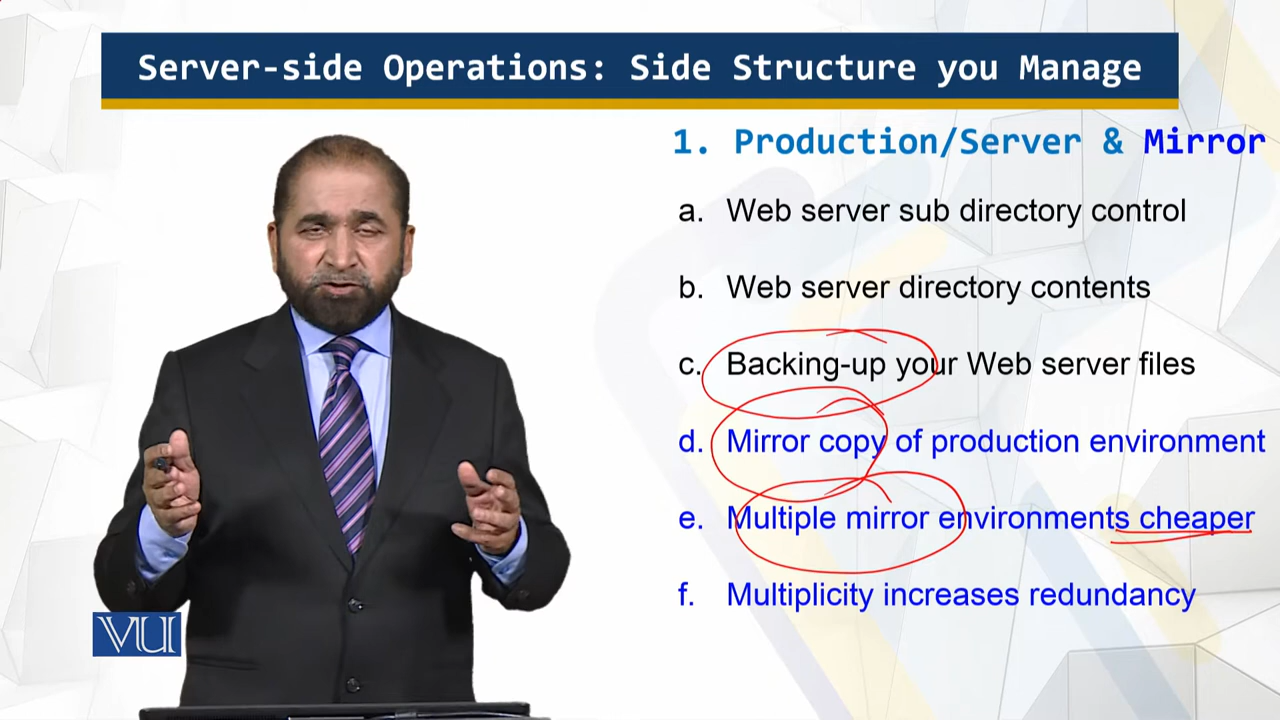 Server-side Operations: Side Structure you Manage
1. Production/Server & Mirror
a. Web server sub directory control
b. Web server directory contents
c. Backing-up your Web server files
d. Mirror copy of production environment
e. Multiple mirror environments cheaper
f. Multiplicity increases redundancy
VU